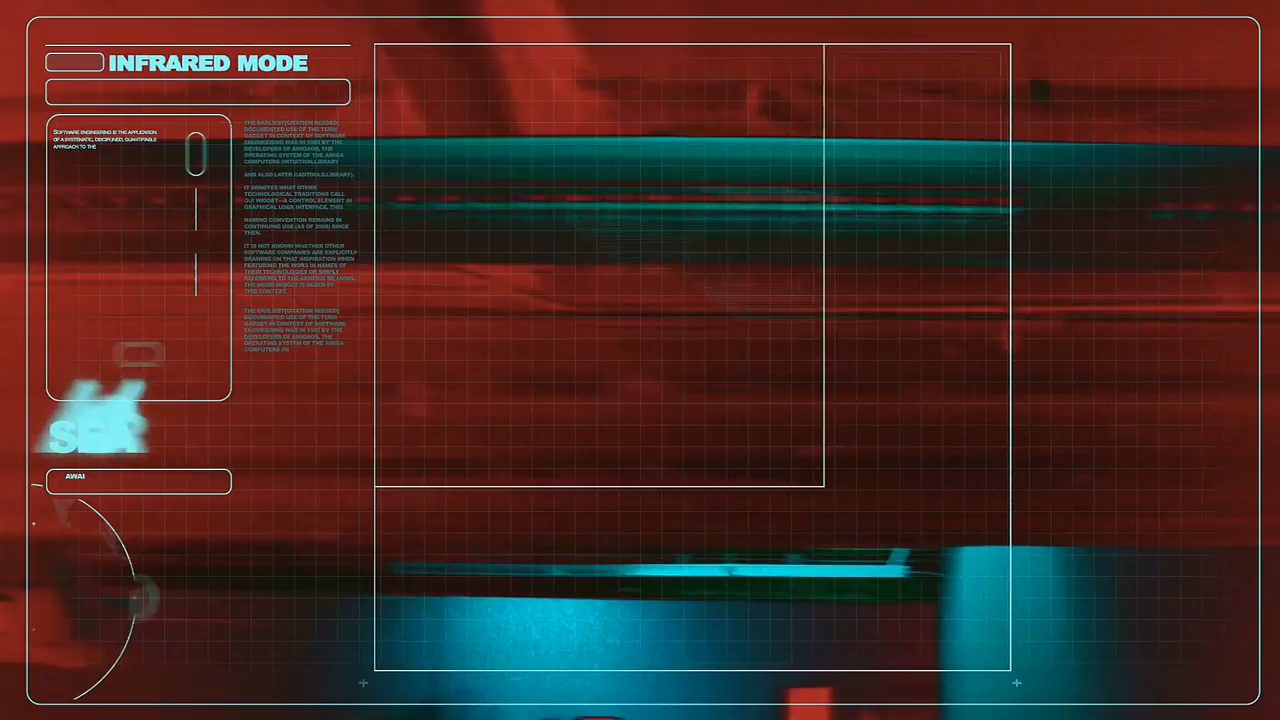 INFRARED MODE
SOFTWARE ENGINEERING IS THE APPLICATION
OF A SYSTEMATIC, DISCIPLINED, QUANTIFIABLE
APPROACH TO THE
THE EARLIEST[CITATION NEEDED]
DOCUMENTED USE OF THE TERM
GADGET IN CONTEXT OF SOFTWARE
ENGINEERING WAS IN 1985 BY THE
DEVELOPERS OF AMIGAOS, THE
OPERATING SYSTEM OF THE AMIGA
COMPUTERS (INTUITION.LIBRARY
AND ALSO LATER GADTOOLS.LIBRARY).
IT DENOTES WHAT OTHER
TECHNOLOGICAL TRADITIONS CALL
GUI WIDGET—A CONTROL ELEMENT IN
GRAPHICAL USER INTERFACE. THIS
NAMING CONVENTION REMAINS IN
CONTINUING USE (AS OF 2008) SINCE
THEN.
IT IS NOT KNOWN WHETHER OTHER
SOFTWARE COMPANIES ARE EXPLICITLY
DRAWING ON THAT INSPIRATION WHEN
FEATURING THE WORD IN NAMES OF
THEIR TECHNOLOGIES OR SIMPLY
REFERRING TO THE GENERIC MEANING.
THE WORD WIDGET IS OLDER IN
THIS CONTEXT.
THE EARLIEST[CITATION NEEDED]
DOCUMENTED USE OF THE TERM
GADGET IN CONTEXT OF SOFTWARE
ENGINEERING WAS IN 1985 BY THE
DEVELOPERS OF AMIGAOS, THE
OPERATING SYSTEM OF THE AMIGA
COMPUTERS (IN
AWAI